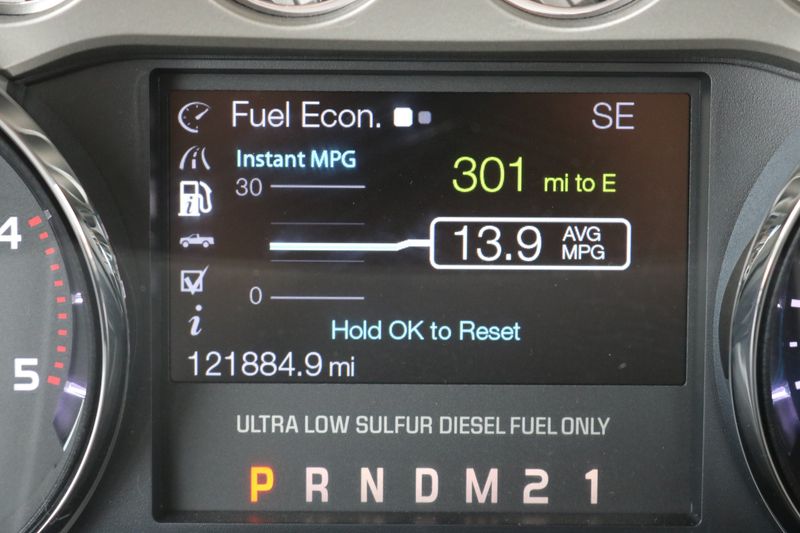 Fuel Econ. SE
Instant MPG
301 mi to E
30
13.9 AVG MPG
0
Hold OK to Reset
121884.9 mi
4
5
ULTRA LOW SULFUR DIESEL FUEL ONLY
P R N D M 2 1